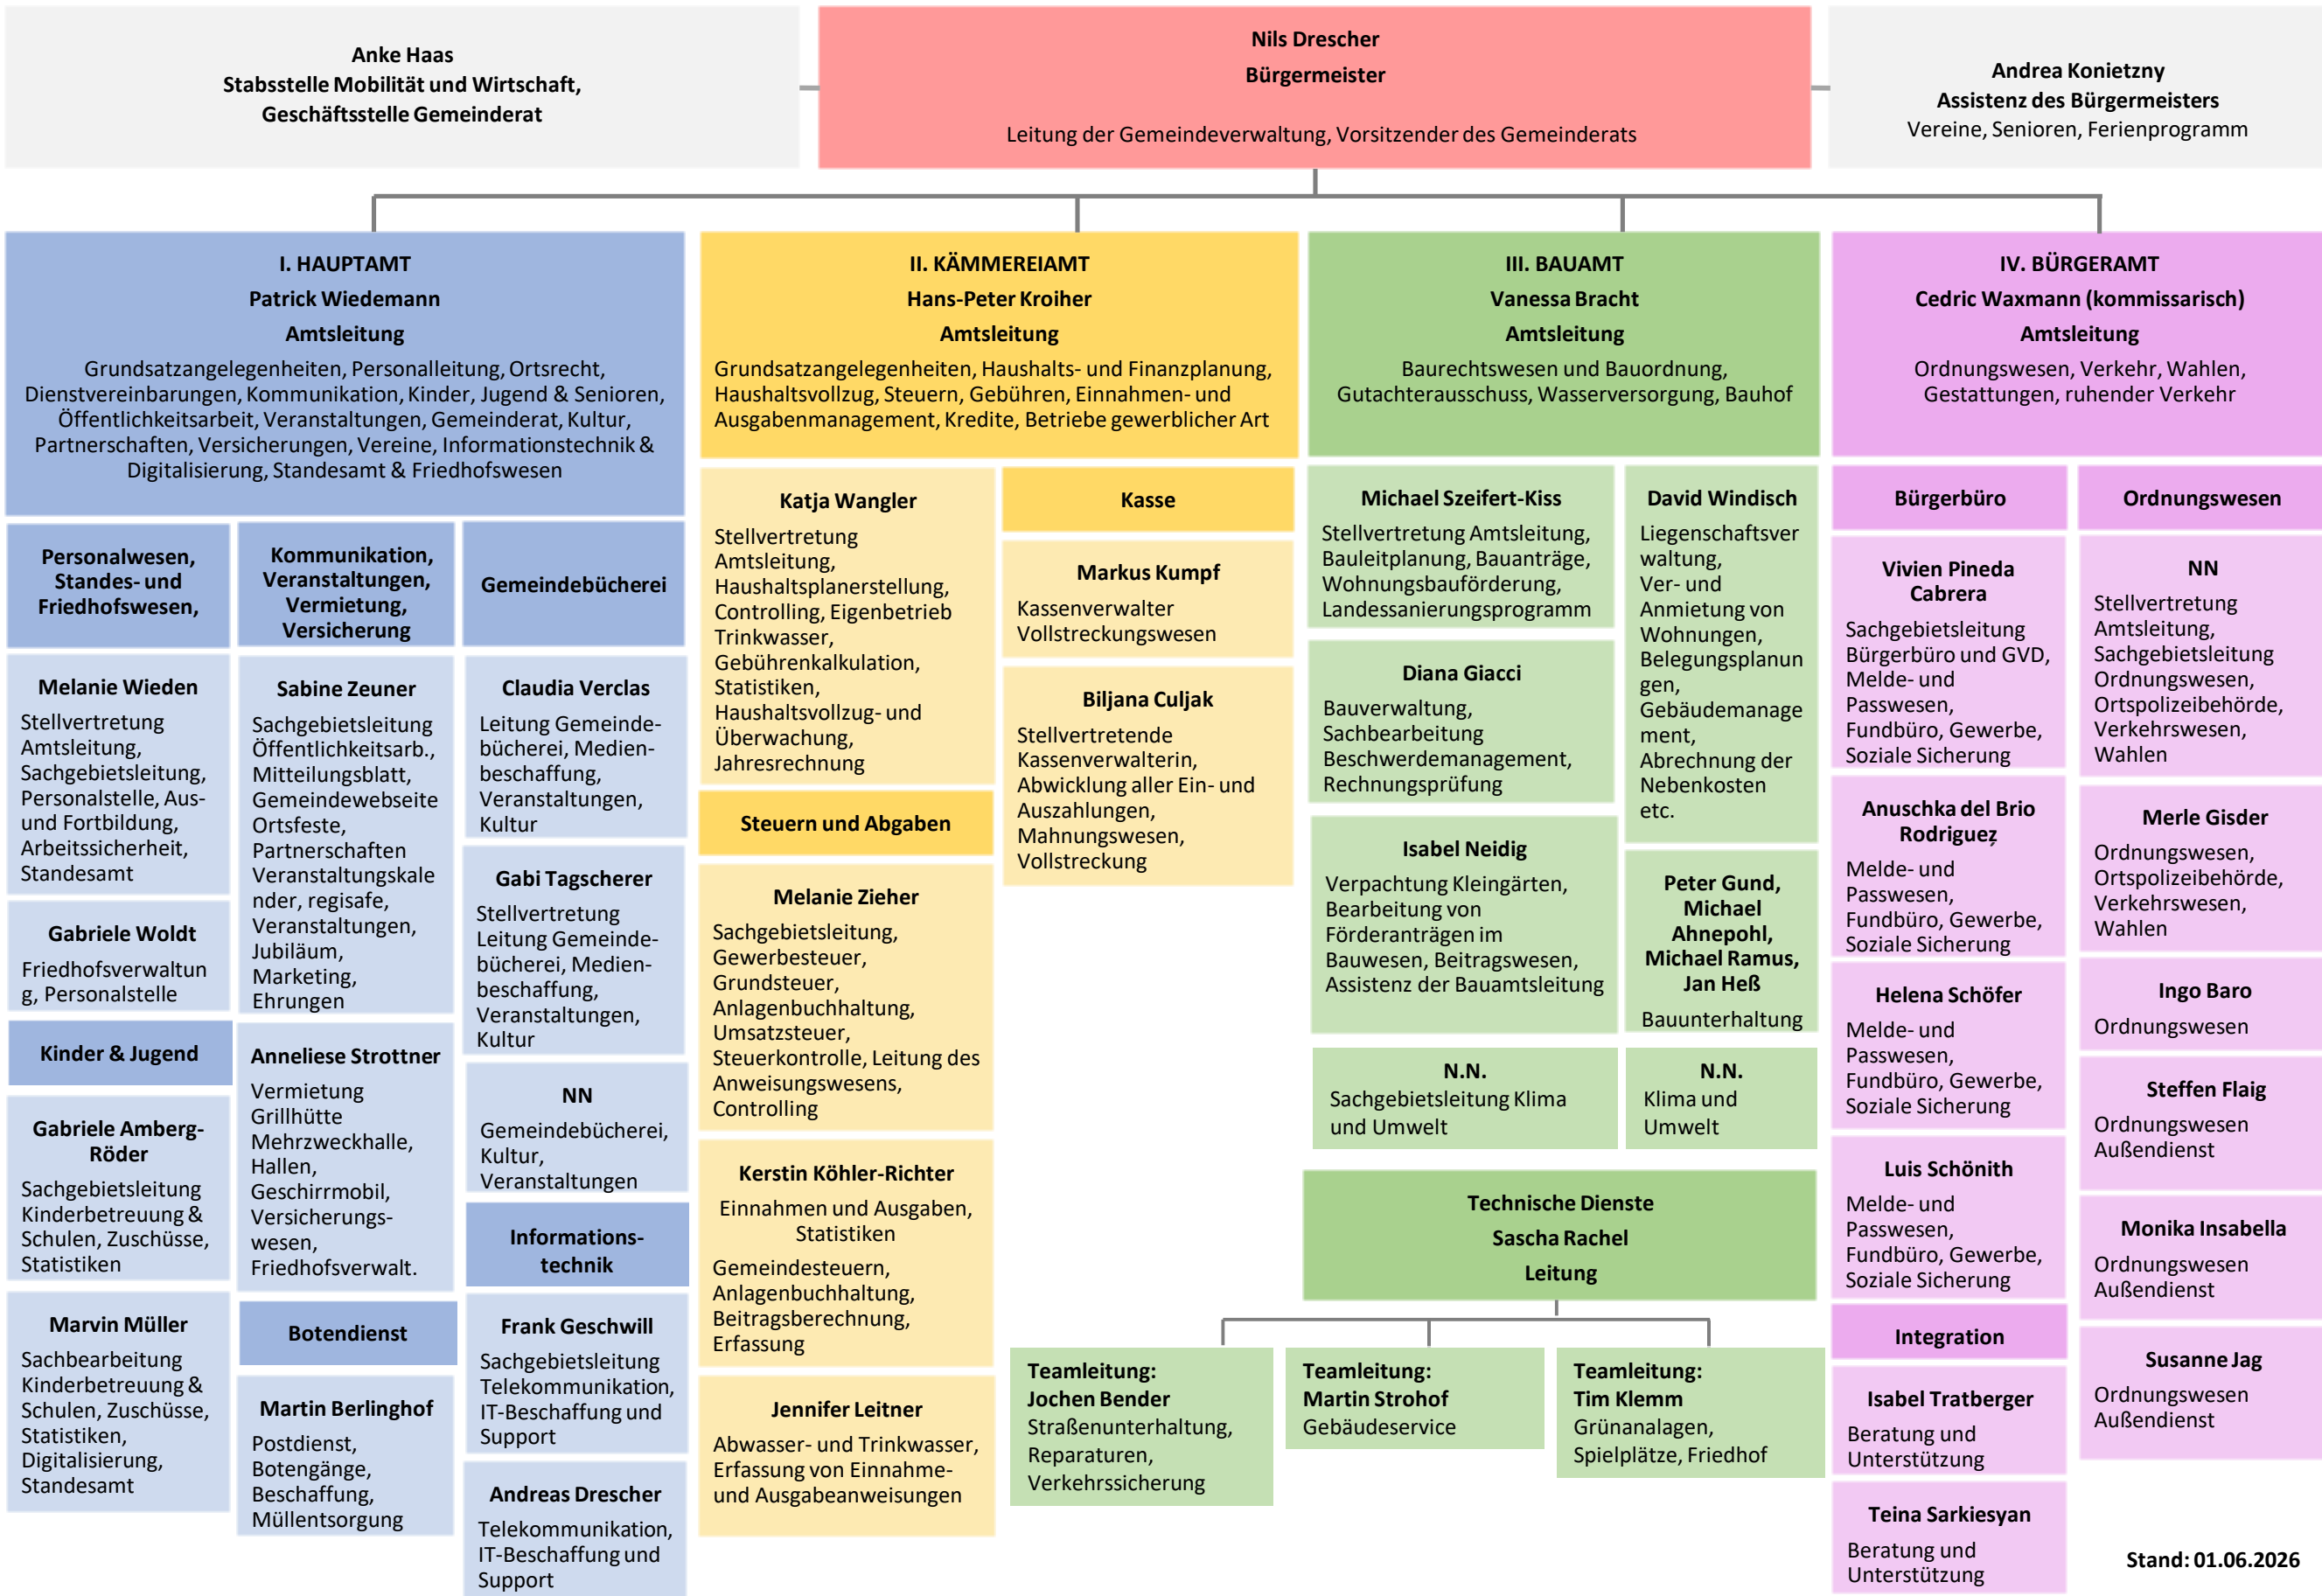 Anke Haas
Stabsstelle Mobilität und Wirtschaft,
Geschäftsstelle Gemeinderat
Nils Drescher
Bürgermeister
Leitung der Gemeindeverwaltung, Vorsitzender des Gemeinderats
Andrea Konietzny
Assistenz des Bürgermeisters
Vereine, Senioren, Ferienprogramm
I. HAUPTAMT
Patrick Wiedemann
Amtsleitung
Grundsatzangelegenheiten, Personalleitung, Ortsrecht,
Dienstvereinbarungen, Kommunikation, Kinder, Jugend & Senioren,
Öffentlichkeitsarbeit, Veranstaltungen, Gemeinderat, Kultur,
Partnerschaften, Versicherungen, Vereine, Informationstechnik &
Digitalisierung, Standesamt & Friedhofswesen
Personalwesen,
Standes- und
Friedhofswesen,
Melanie Wieden
Stellvertretung
Amtsleitung,
Sachgebietsleitung,
Personalstelle, Aus-
und Fortbildung,
Arbeitssicherheit,
Standesamt
Gabriele Woldt
Friedhofsverwaltun
g, Personalstelle
Kinder & Jugend
Gabriele Amberg-
Röder
Sachgebietsleitung
Kinderbetreuung &
Schulen, Zuschüsse,
Statistiken
Marvin Müller
Sachbearbeitung
Kinderbetreuung &
Schulen, Zuschüsse,
Statistiken,
Digitalisierung,
Standesamt
Kommunikation,
Veranstaltungen,
Vermietung,
Versicherung
Sabine Zeuner
Sachgebietsleitung
Öffentlichkeitsarb.,
Mitteilungsblatt,
Gemeindewebseite
Ortsfeste,
Partnerschaften
Veranstaltungskale
nder, regisafe,
Veranstaltungen,
Jubiläum,
Marketing,
Ehrungen
Anneliese Strottner
Vermietung
Grillhütte
Mehrzweckhalle,
Hallen,
Geschirrmobil,
Versicherungs-
wesen,
Friedhofsverwalt.
Botendienst
Martin Berlinghof
Postdienst,
Botengänge,
Beschaffung,
Müllentsorgung
Gemeindebücherei
Claudia Verclas
Leitung Gemeinde-
bücherei, Medien-
beschaffung,
Veranstaltungen,
Kultur
Gabi Tagscherer
Stellvertretung
Leitung Gemeinde-
bücherei, Medien-
beschaffung,
Veranstaltungen,
Kultur
NN
Gemeindebücherei,
Kultur,
Veranstaltungen
Informations-
technik
Frank Geschwill
Sachgebietsleitung
Telekommunikation,
IT-Beschaffung und
Support
Andreas Drescher
Telekommunikation,
IT-Beschaffung und
Support
II. KÄMMEREIAMT
Hans-Peter Kroiher
Amtsleitung
Grundsatzangelegenheiten, Haushalts- und Finanzplanung,
Haushaltsvollzug, Steuern, Gebühren, Einnahmen- und
Ausgabenmanagement, Kredite, Betriebe gewerblicher Art
Katja Wangler
Stellvertretung
Amtsleitung,
Haushaltsplanerstellung,
Controlling, Eigenbetrieb
Trinkwasser,
Gebührenkalkulation,
Statistiken,
Haushaltsvollzug- und
Überwachung,
Jahresrechnung
Steuern und Abgaben
Melanie Zieher
Sachgebietsleitung,
Gewerbesteuer,
Grundsteuer,
Anlagenbuchhaltung,
Umsatzsteuer,
Steuerkontrolle, Leitung des
Anweisungswesens,
Controlling
Kerstin Köhler-Richter
Einnahmen und Ausgaben,
Statistiken
Gemeindesteuern,
Anlagenbuchhaltung,
Beitragsberechnung,
Erfassung
Jennifer Leitner
Abwasser- und Trinkwasser,
Erfassung von Einnahme-
und Ausgabeanweisungen
Kasse
Markus Kumpf
Kassenverwalter
Vollstreckungswesen
Biljana Culjak
Stellvertretende
Kassenverwalterin,
Abwicklung aller Ein- und
Auszahlungen,
Mahnungswesen,
Vollstreckung
III. BAUAMT
Vanessa Bracht
Amtsleitung
Baurechtswesen und Bauordnung,
Gutachterausschuss, Wasserversorgung, Bauhof
Michael Szeifert-Kiss
Stellvertretung Amtsleitung,
Bauleitplanung, Bauanträge,
Wohnungsbauförderung,
Landessanierungsprogramm
Diana Giacci
Bauverwaltung,
Sachbearbeitung
Beschwerdemanagement,
Rechnungsprüfung
Isabel Neidig
Verpachtung Kleingärten,
Bearbeitung von
Förderanträgen im
Bauwesen, Beitragswesen,
Assistenz der Bauamtsleitung
N.N.
Sachgebietsleitung Klima
und Umwelt
David Windisch
Liegenschaftsver
waltung,
Ver- und
Anmietung von
Wohnungen,
Belegungsplanun
gen,
Gebäudemanage
ment,
Abrechnung der
Nebenkosten
etc.
Peter Gund,
Michael
Ahnepohl,
Michael Ramus,
Jan Heß
Bauunterhaltung
N.N.
Klima und
Umwelt
Technische Dienste
Sascha Rachel
Leitung
Teamleitung:
Jochen Bender
Straßenunterhaltung,
Reparaturen,
Verkehrssicherung
Teamleitung:
Martin Strohof
Gebäudeservice
Teamleitung:
Tim Klemm
Grünanalagen,
Spielplätze, Friedhof
IV. BÜRGERAMT
Cedric Waxmann (kommissarisch)
Amtsleitung
Ordnungswesen, Verkehr, Wahlen,
Gestattungen, ruhender Verkehr
Bürgerbüro
Vivien Pineda
Cabrera
Sachgebietsleitung
Bürgerbüro und GVD,
Melde- und
Passwesen,
Fundbüro, Gewerbe,
Soziale Sicherung
Anuschka del Brio
Rodriguez
Melde- und
Passwesen,
Fundbüro, Gewerbe,
Soziale Sicherung
Helena Schöfer
Melde- und
Passwesen,
Fundbüro, Gewerbe,
Soziale Sicherung
Luis Schönith
Melde- und
Passwesen,
Fundbüro, Gewerbe,
Soziale Sicherung
Integration
Isabel Tratberger
Beratung und
Unterstützung
Teina Sarkiesyan
Beratung und
Unterstützung
Ordnungswesen
NN
Stellvertretung
Amtsleitung,
Sachgebietsleitung
Ordnungswesen,
Ortspolizeibehörde,
Verkehrswesen,
Wahlen
Merle Gisder
Ordnungswesen,
Ortspolizeibehörde,
Verkehrswesen,
Wahlen
Ingo Baro
Ordnungswesen
Steffen Flaig
Ordnungswesen
Außendienst
Monika Insabella
Ordnungswesen
Außendienst
Susanne Jag
Ordnungswesen
Außendienst
Stand: 01.06.2026